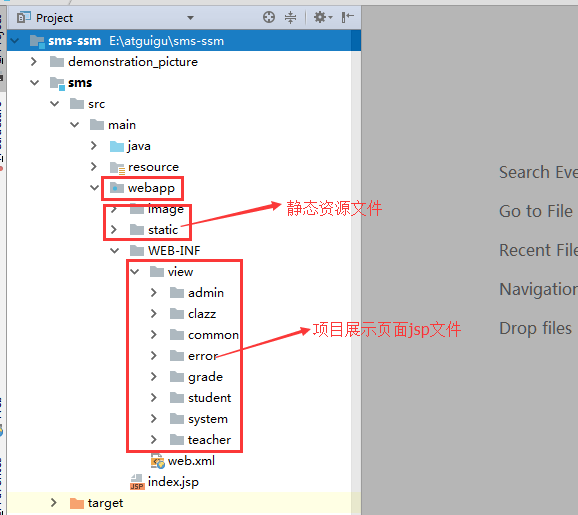 Project
sms-ssm E:\atguigu\sms-ssm
demonstration_picture
sms
src
main
java
resource
webapp
image
静态资源文件
static
WEB-INF
view
admin
clazz
common
项目展示页面jsp文件
error
grade
student
system
teacher
web.xml
JSP index.jsp
target
Search Eve
Go to File
Recent File
Navigation
Drop files